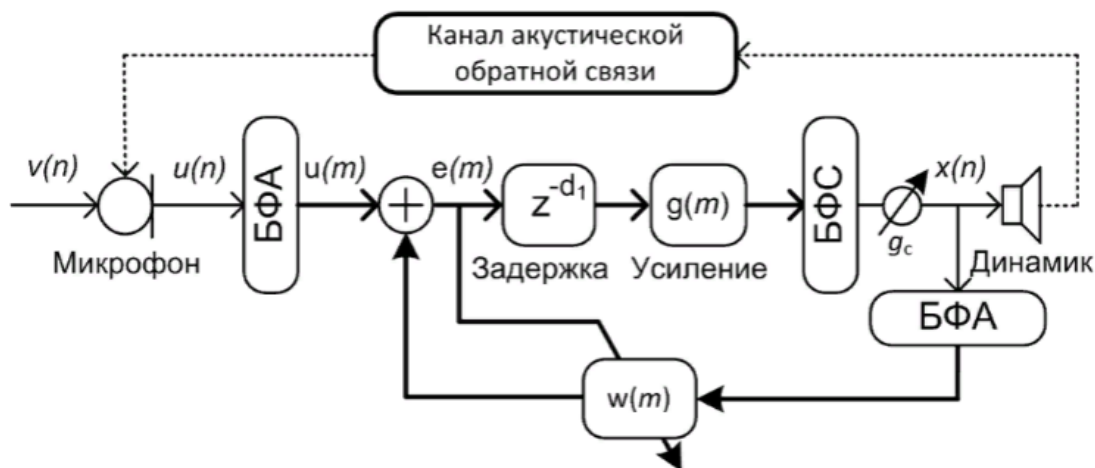 Канал акустической
обратной связи
v(n)
u(n)
БФА
u(m)
e(m)
+
z^-d₁
g(m)
БФС
g_c
x(n)
Микрофон
Задержка
Усиление
Динамик
БФА
w(m)